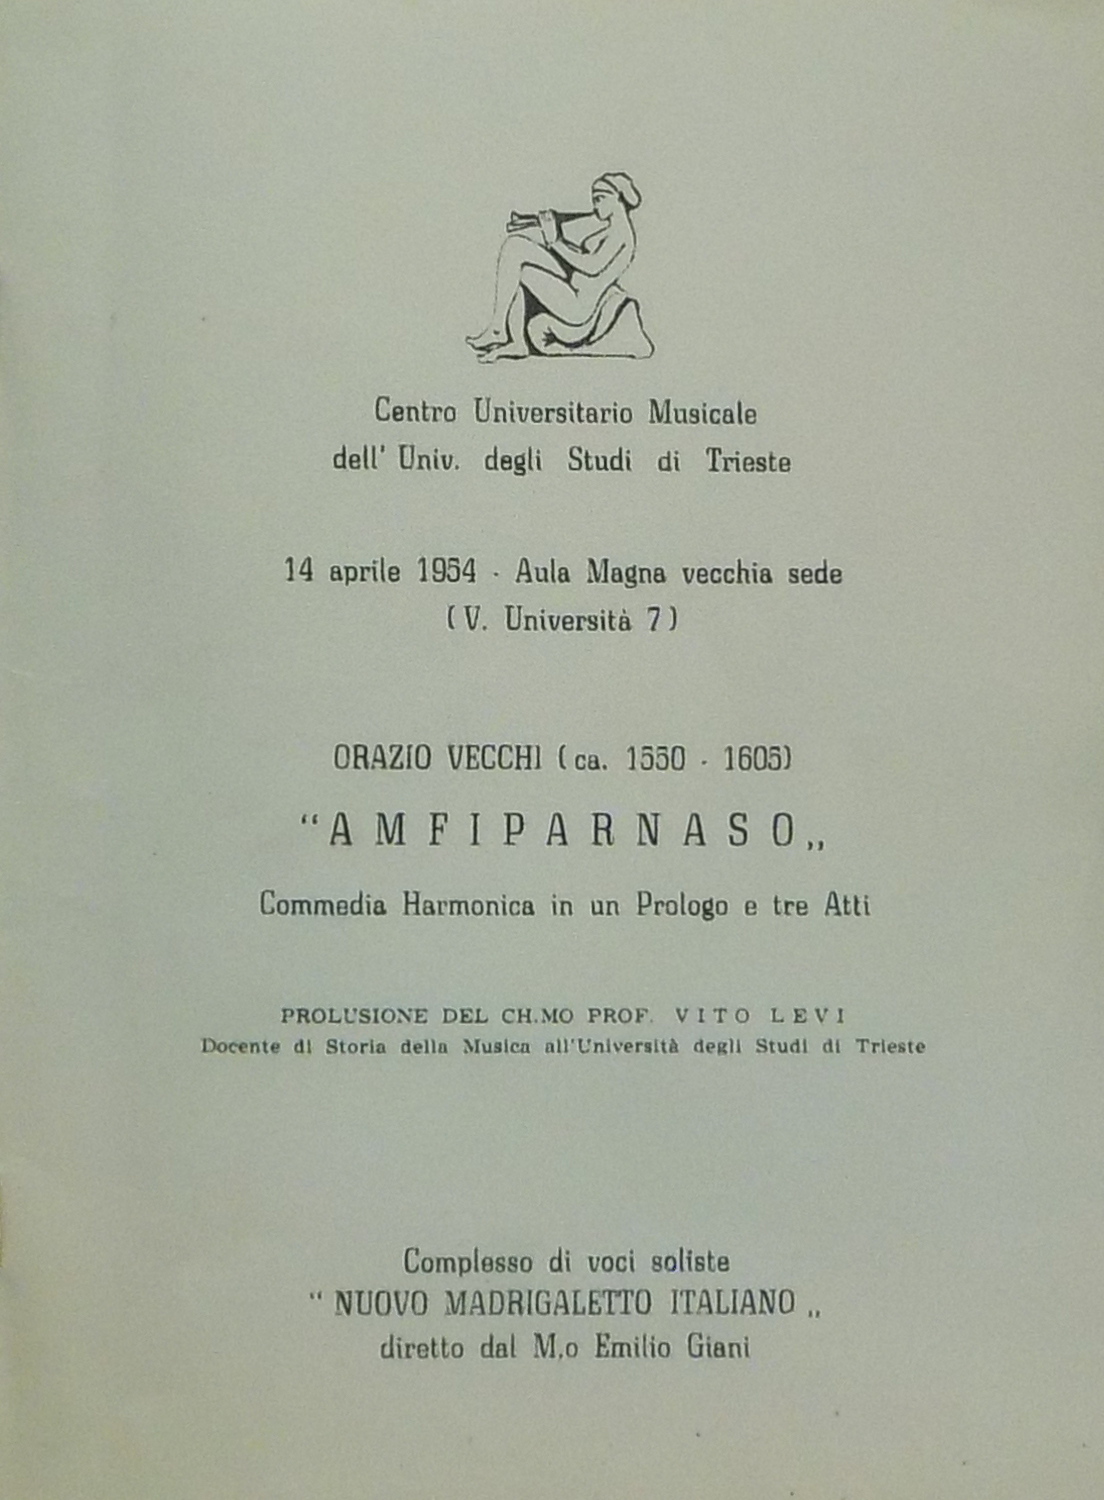 Centro Universitario Musicale
dell' Univ. degli Studi di Trieste
14 aprile 1954 - Aula Magna vecchia sede
( V. Università 7 )
ORAZIO VECCHI ( ca. 1550 - 1605)
“AMFIPARNASO„
Commedia Harmonica in un Prologo e tre Atti
PROLUSIONE DEL CH.MO PROF. VITO LEVI
Docente di Storia della Musica all'Università degli Studi di Trieste
Complesso di voci soliste
“ NUOVO MADRIGALETTO ITALIANO „
diretto dal M.o Emilio Giani